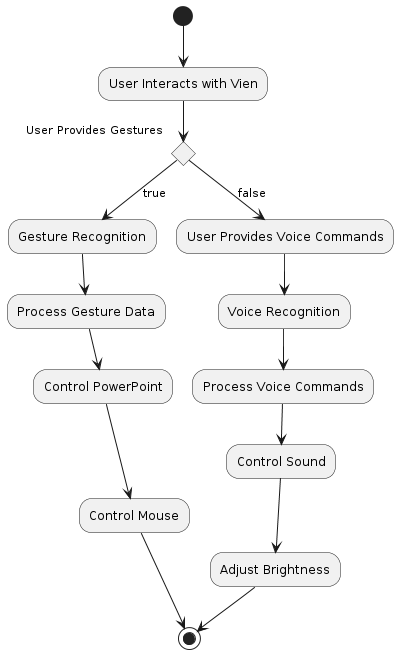 User Interacts with Vien
User Provides Gestures
true
false
Gesture Recognition
User Provides Voice Commands
Process Gesture Data
Voice Recognition
Control PowerPoint
Process Voice Commands
Control Sound
Control Mouse
Adjust Brightness